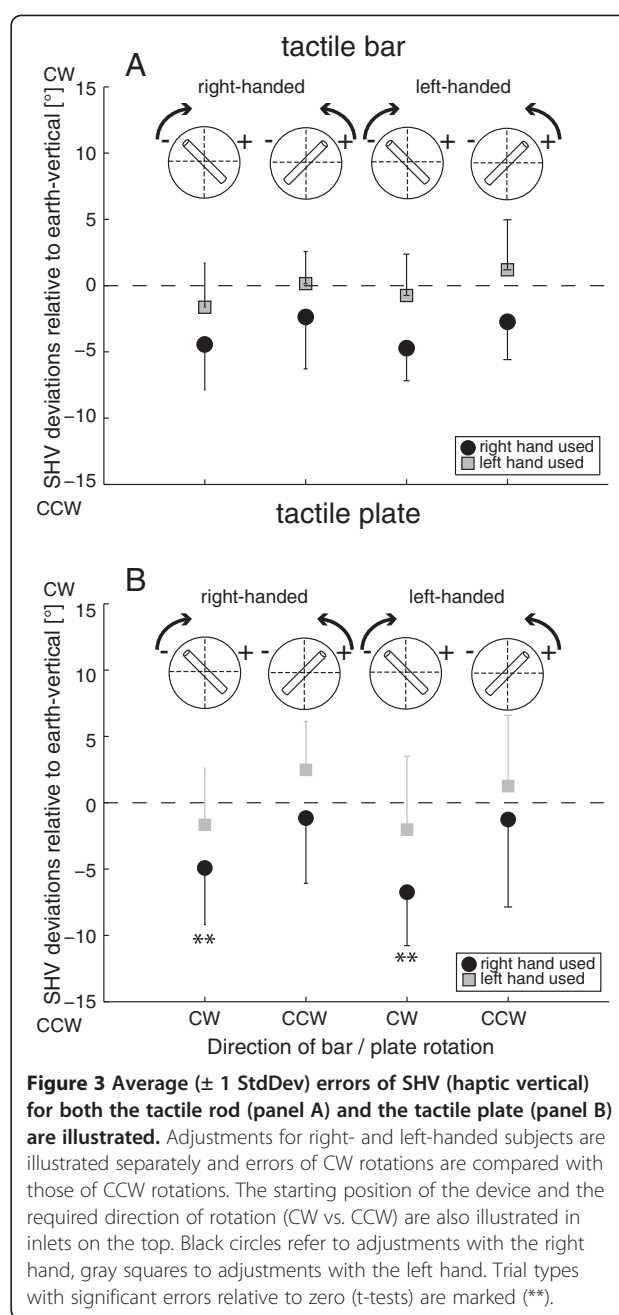 tactile bar
CW
A
right-handed
left-handed
- + - + - + - +
15
10
5
0
−5
−10
−15
SHV deviations relative to earth-vertical [°]
right hand used
left hand used
CCW
tactile plate
CW
B
right-handed
left-handed
- + - + - + - +
15
10
5
0
−5
−10
−15
SHV deviations relative to earth-vertical [°]
**
**
right hand used
left hand used
CCW
CW CCW CW CCW
Direction of bar / plate rotation
Figure 3 Average (± 1 StdDev) errors of SHV (haptic vertical)
for both the tactile rod (panel A) and the tactile plate (panel B)
are illustrated. Adjustments for right- and left-handed subjects are
illustrated separately and errors of CW rotations are compared with
those of CCW rotations. The starting position of the device and the
required direction of rotation (CW vs. CCW) are also illustrated in
inlets on the top. Black circles refer to adjustments with the right
hand, gray squares to adjustments with the left hand. Trial types
with significant errors relative to zero (t-tests) are marked (**).